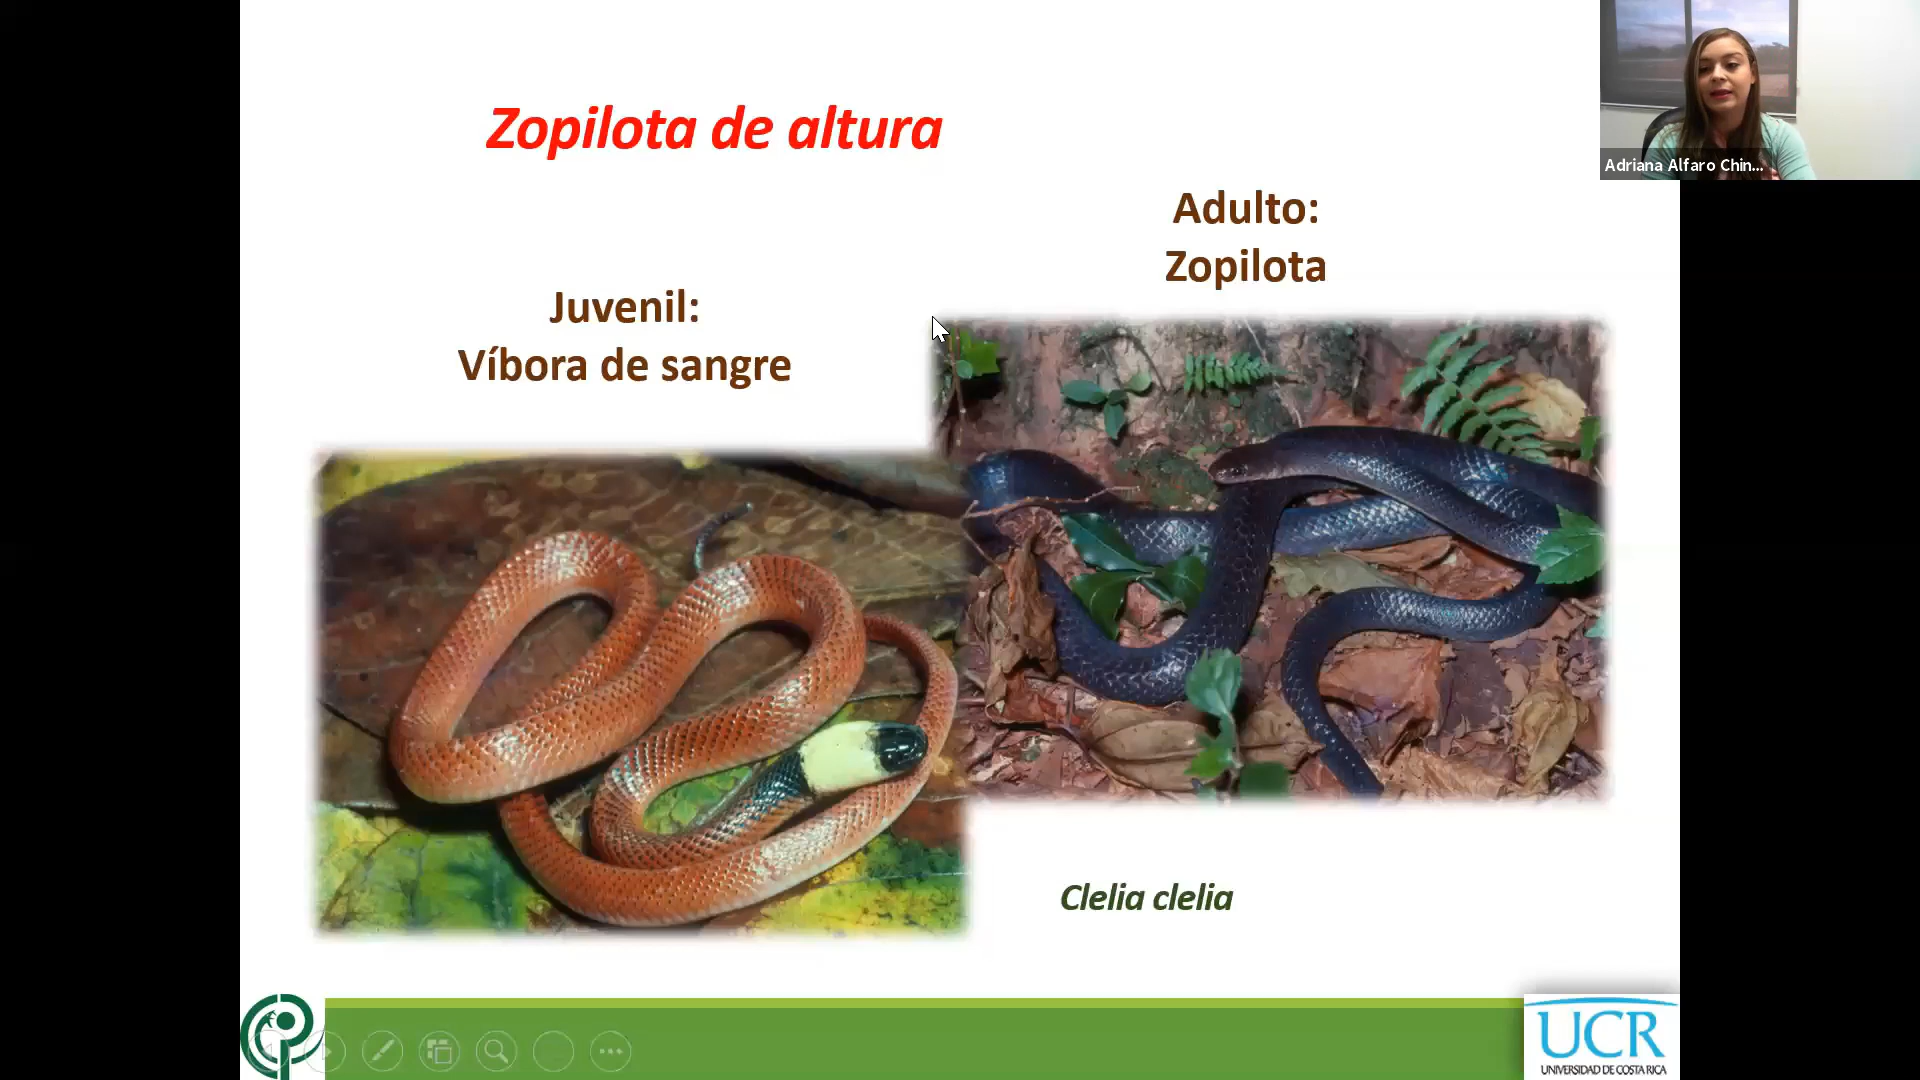 Zopilota de altura
Adriana Alfaro Chin...
Adulto:
Zopilota
Juvenil:
Víbora de sangre
Clelia clelia
UCR
UNIVERSIDAD DE COSTA RICA